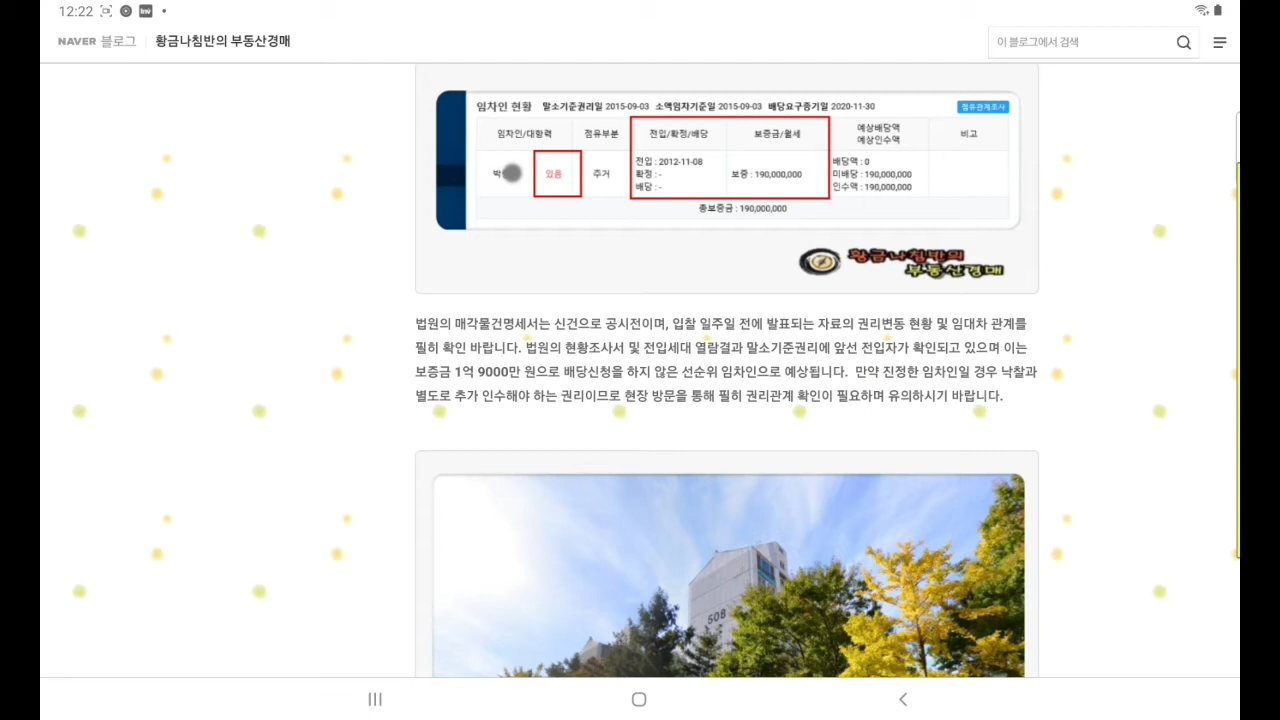 12:22
NAVER 블로그 황금나침반의 부동산경매
이 블로그에서 검색
임차인 현황 말소기준권리일 2015-09-03 소액임차기준일 2015-09-03 배당요구종기일 2020-11-30
점유관계조사
임차인/대항력 점유부분 전입/확정/배당 보증금/월세 예상배당액 비고
예상인수액
박 있음 주거 전입 : 2012-11-08 보증 : 190,000,000 배당액 : 0
확정 : - 미배당 : 190,000,000
배당 : - 인수액 : 190,000,000
총보증금 : 190,000,000
황금나침반의
부동산경매
법원의 매각물건명세서는 신건으로 공시전이며, 입찰 일주일 전에 발표되는 자료의 권리변동 현황 및 임대차 관계를
필히 확인 바랍니다. 법원의 현황조사서 및 전입세대 열람결과 말소기준권리에 앞선 전입자가 확인되고 있으며 이는
보증금 1억 9000만 원으로 배당신청을 하지 않은 선순위 임차인으로 예상됩니다. 만약 진정한 임차인일 경우 낙찰과
별도로 추가 인수해야 하는 권리이므로 현장 방문을 통해 필히 권리관계 확인이 필요하며 유의하시기 바랍니다.
508